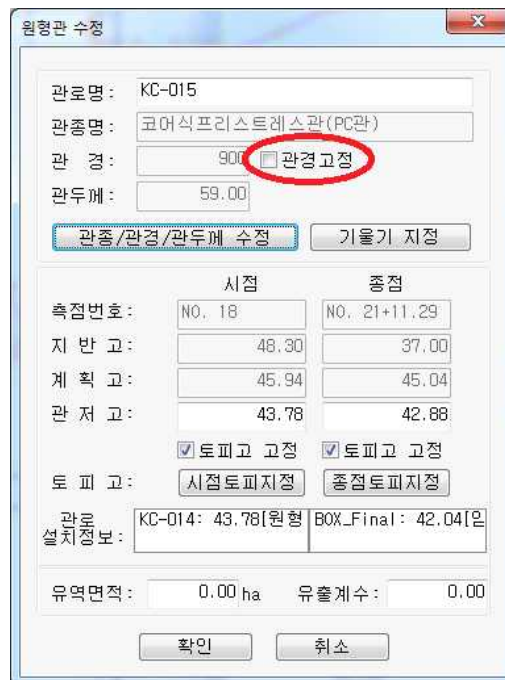 원형관 수정
관로명: KC-015
관종명: 코어식프리스트레스관(PC관)
관 경: 900 관경고정
관두께: 59.00
관종/관경/관두께 수정 기울기 지정
시점 종점
측점번호: NO. 18 NO. 21+11.29
지 반 고: 48.30 37.00
계 획 고: 45.94 45.04
관 저 고: 43.78 42.88
토피고 고정 토피고 고정
토 피 고: 시점토피지정 종점토피지정
관로
설치정보: KC-014: 43.78[원형 BOX_Final: 42.04[
유역면적: 0.00 ha 유출계수: 0.00
확인 취소